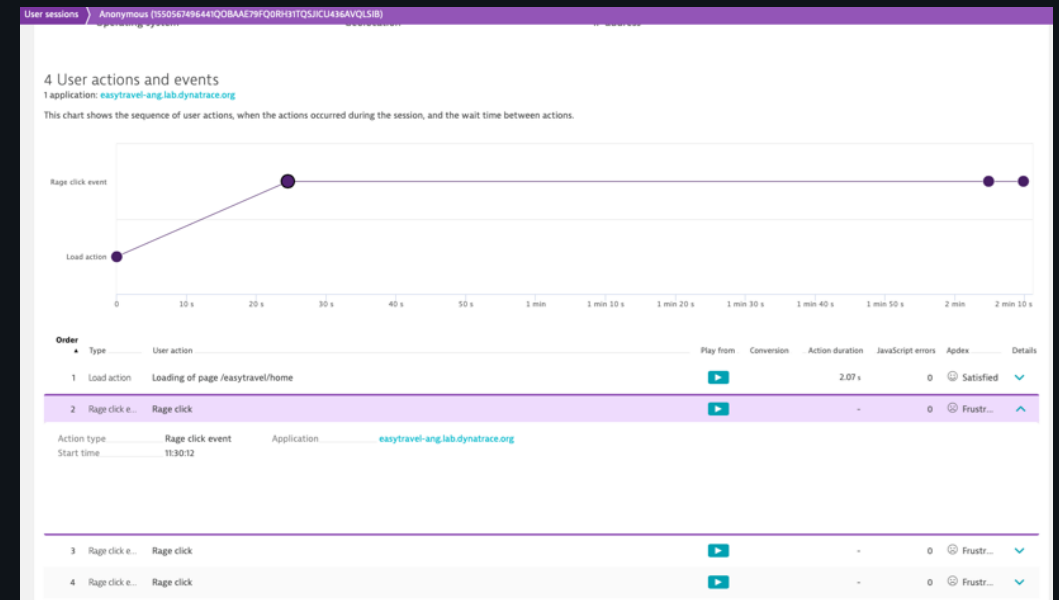 User sessions Anonymous (1550567496441QOBAAE79FQ0RH31TQSJICU436AVQLSIB)
4 User actions and events
1 application: easytravel-ang.lab.dynatrace.org
This chart shows the sequence of user actions, when the actions occurred during the session, and the wait time between actions.
Rage click event
Load action
0 10 s 20 s 30 s 40 s 50 s 1 min 1 min 10 s 1 min 20 s 1 min 30 s 1 min 40 s 1 min 50 s 2 min 2 min 10 s
Order
Type User action Play from Conversion Action duration JavaScript errors Apdex Details
1 Load action Loading of page /easytravel/home 2.07 s 0 Satisfied
2 Rage click e... Rage click - 0 Frustr...
Action type Rage click event Application easytravel-ang.lab.dynatrace.org
Start time 11:30:12
3 Rage click e... Rage click - 0 Frustr...
4 Rage click e... Rage click - 0 Frustr...